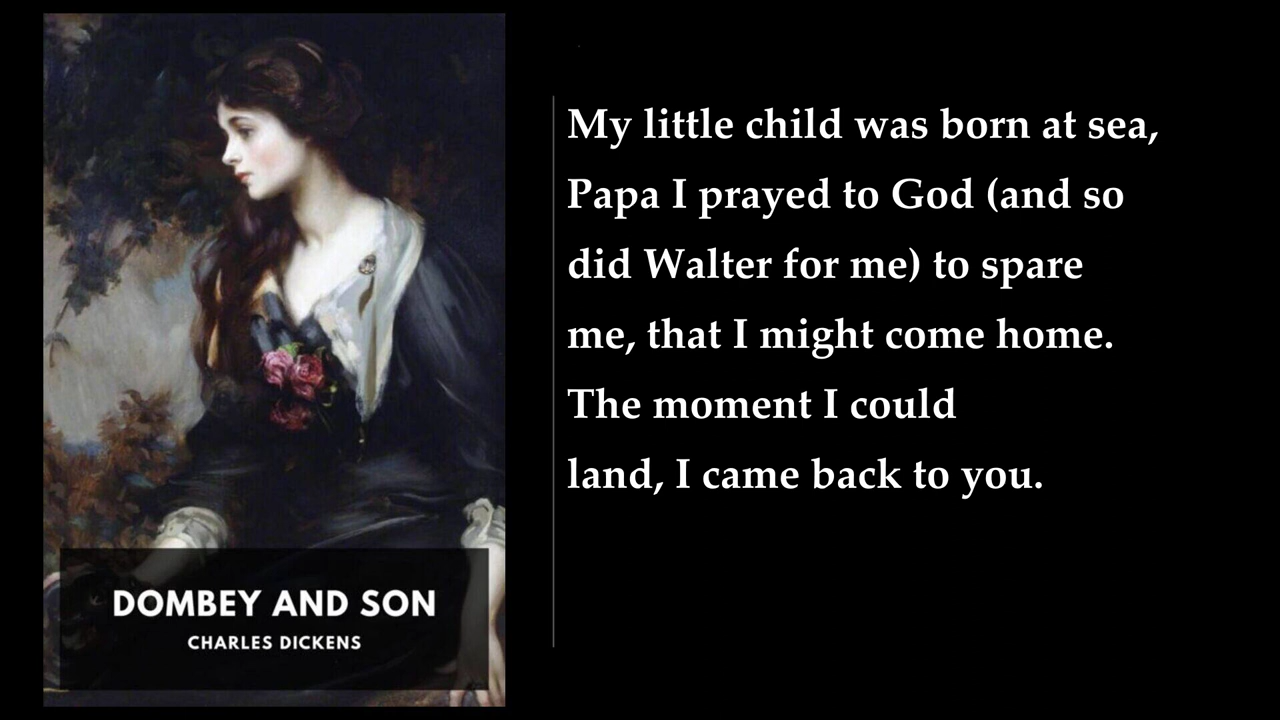 My little child was born at sea,
Papa I prayed to God (and so
did Walter for me) to spare
me, that I might come home.
The moment I could
land, I came back to you.
DOMBEY AND SON
CHARLES DICKENS